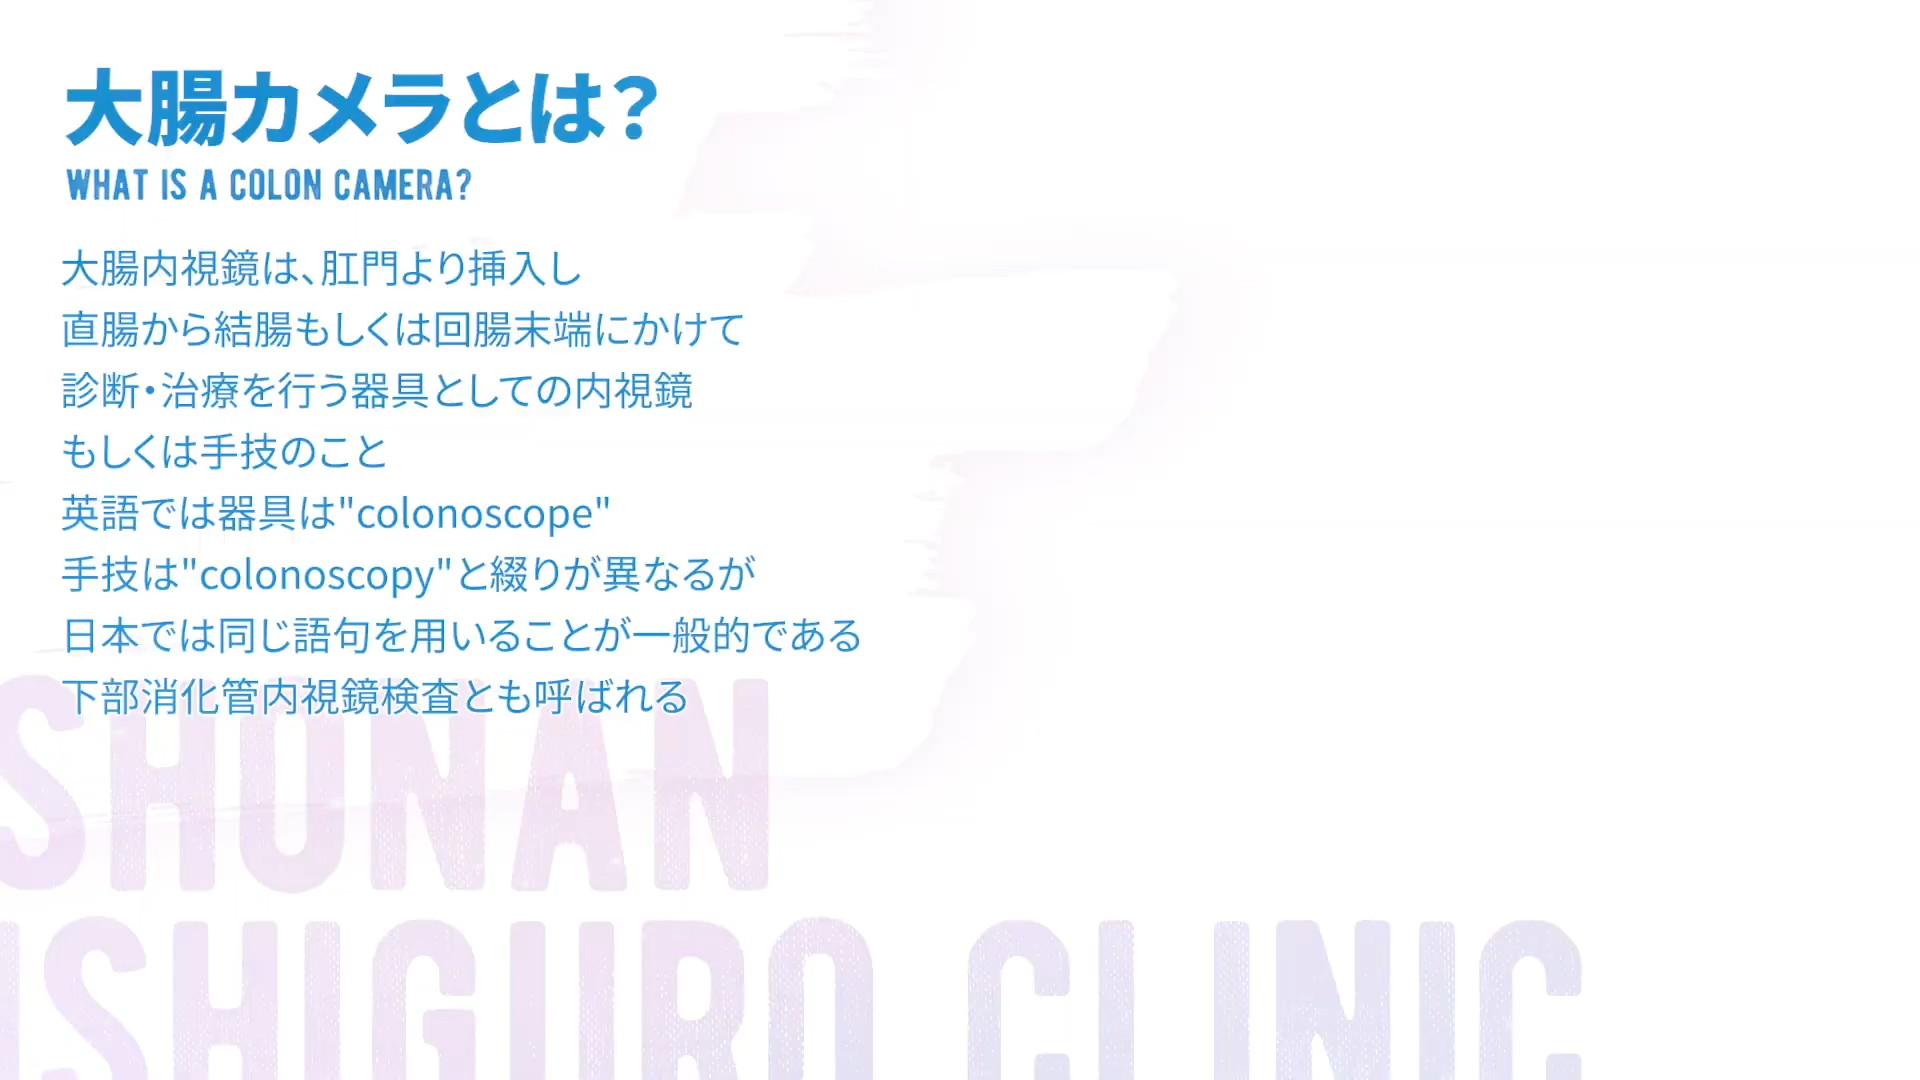 大腸カメラとは？
WHAT IS A COLON CAMERA?
大腸内視鏡は、肛門より挿入し
直腸から結腸もしくは回腸末端にかけて
診断・治療を行う器具としての内視鏡
もしくは手技のこと
英語では器具は"colonoscope"
手技は"colonoscopy"と綴りが異なるが
日本では同じ語句を用いることが一般的である
下部消化管内視鏡検査とも呼ばれる
SHONAN
ISHIGURO CLINIC